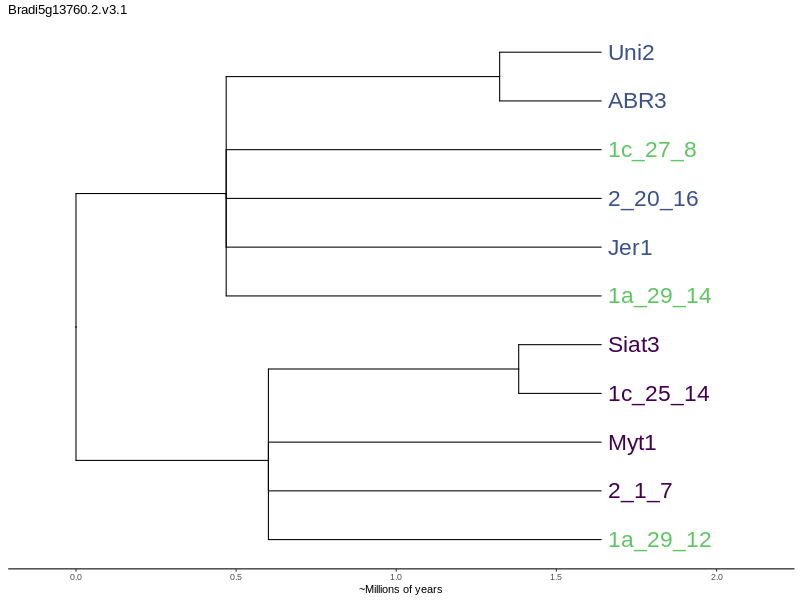 Bradi5g13760.2.v3.1
Uni2
ABR3
1c_27_8
2_20_16
Jer1
1a_29_14
Siat3
1c_25_14
Myt1
2_1_7
1a_29_12
0.0 0.5 1.0 1.5 2.0
~Millions of years